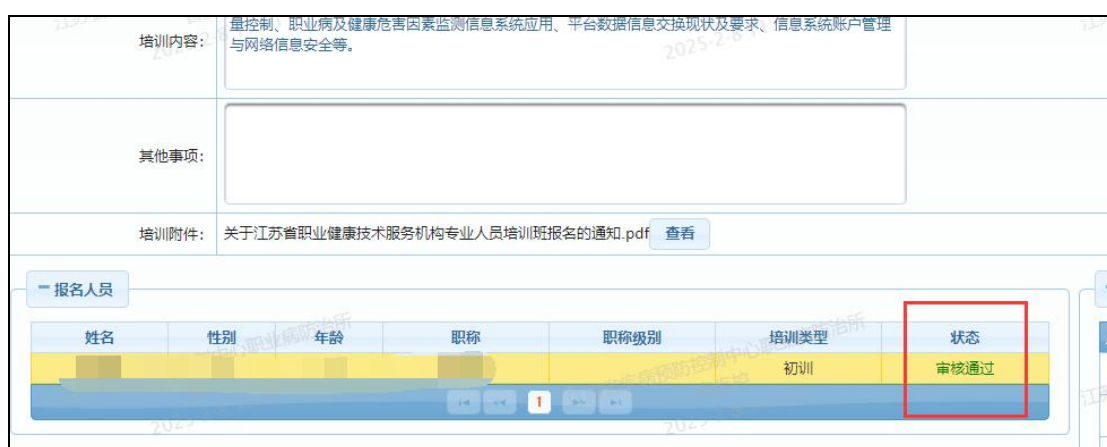 培训内容:
量控制、职业病及健康危害因素监测信息系统应用、平台数据信息交换现状及要求、信息系统账户管理
与网络信息安全等。
其他事项:
培训附件: 关于江苏省职业健康技术服务机构专业人员培训班报名的通知.pdf 查看
报名人员
姓名 性别 年龄 职称 职称级别 培训类型 状态
初训 审核通过
1
2025-2-8